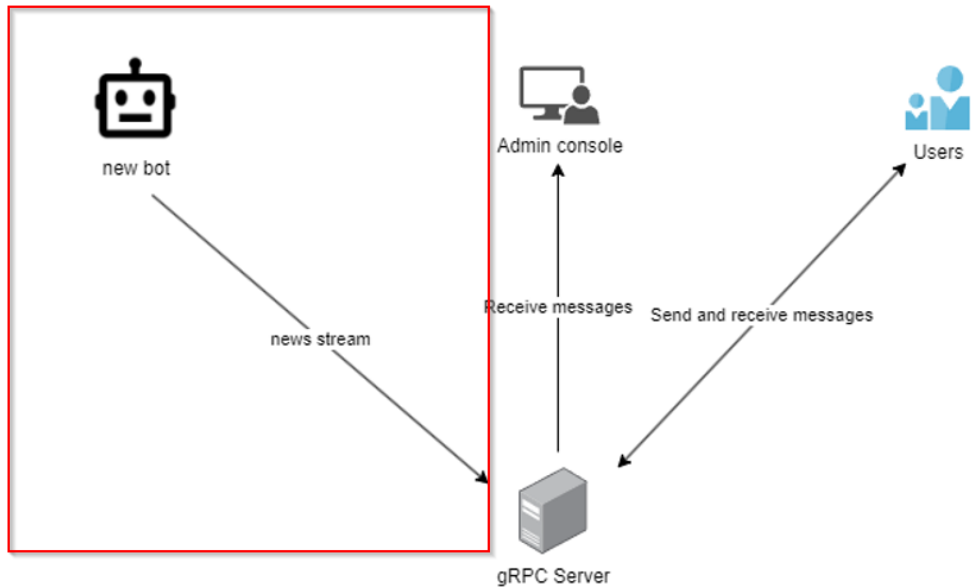 Admin console
Users
new bot
Receive messages
Send and receive messages
news stream
gRPC Server